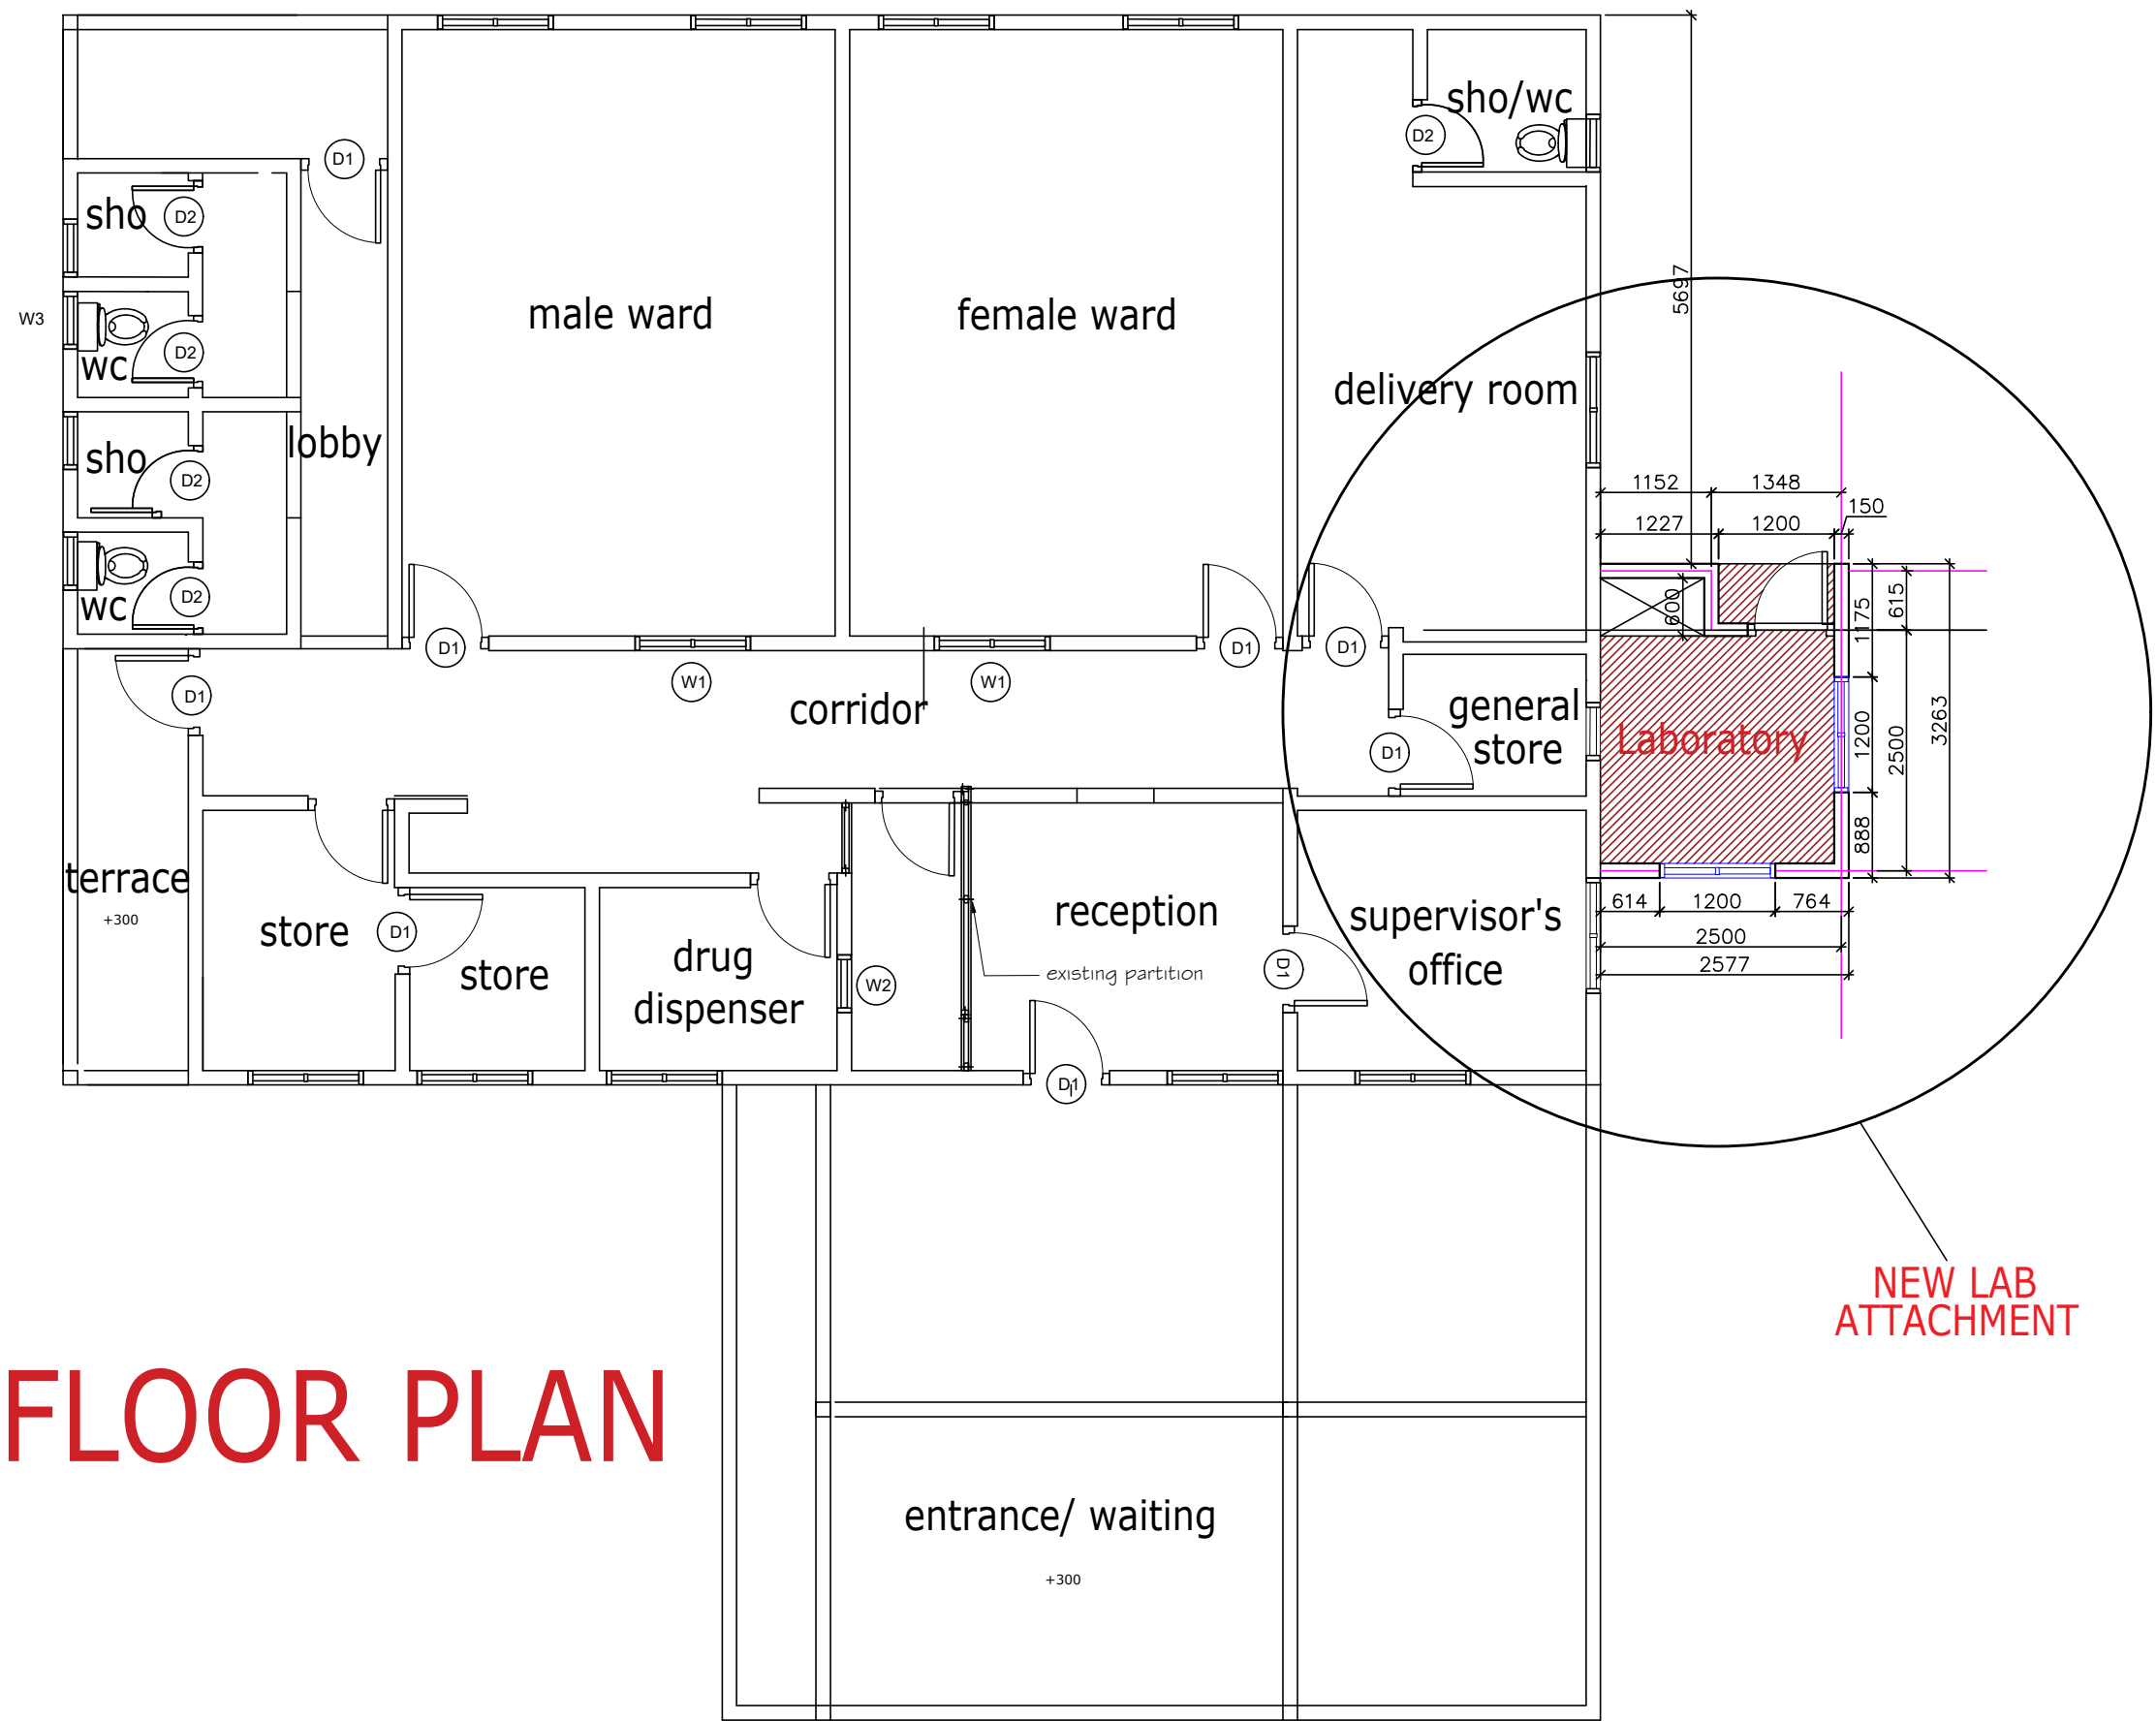 sho/wc
D2
D1
sho
D2
W3
wc
D2
male ward
female ward
delivery room
5697
lobby
sho
D2
wc
D2
1152
1348
150
1227
1200
600
1175
615
D1
D1
D1
D1
W1
W1
corridor
general
store
D1
Laboratory
1200
2500
3263
888
terrace
+300
store
D1
store
drug
dispenser
W2
reception
existing partition
D1
supervisor's
office
614
1200
764
2500
2577
D1
NEW LAB
ATTACHMENT
FLOOR PLAN
entrance/ waiting
+300